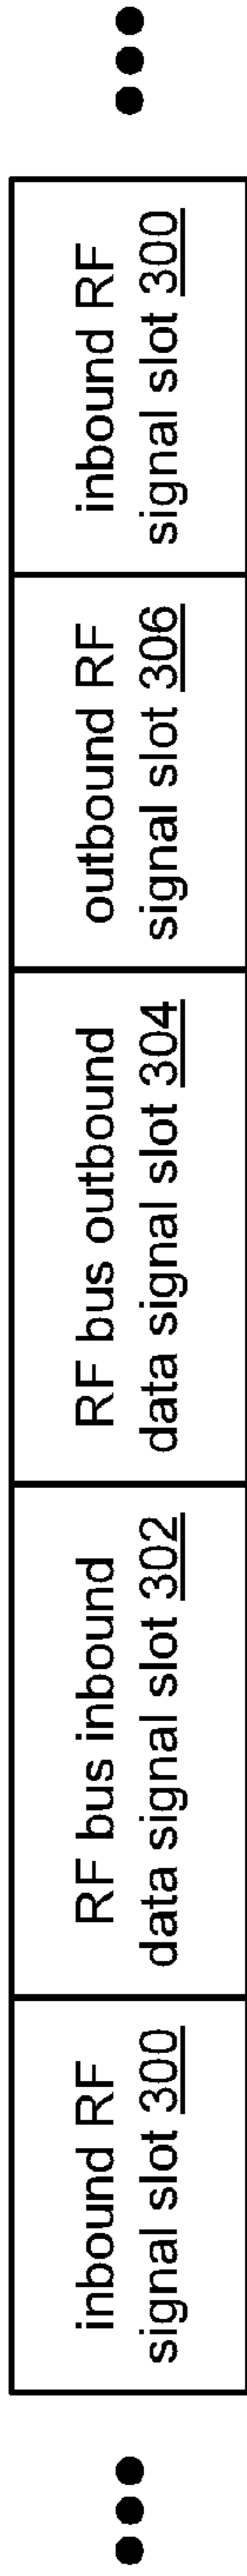 inbound RF
signal slot 300
RF bus inbound
data signal slot 302
RF bus outbound
data signal slot 304
outbound RF
signal slot 306
inbound RF
signal slot 300